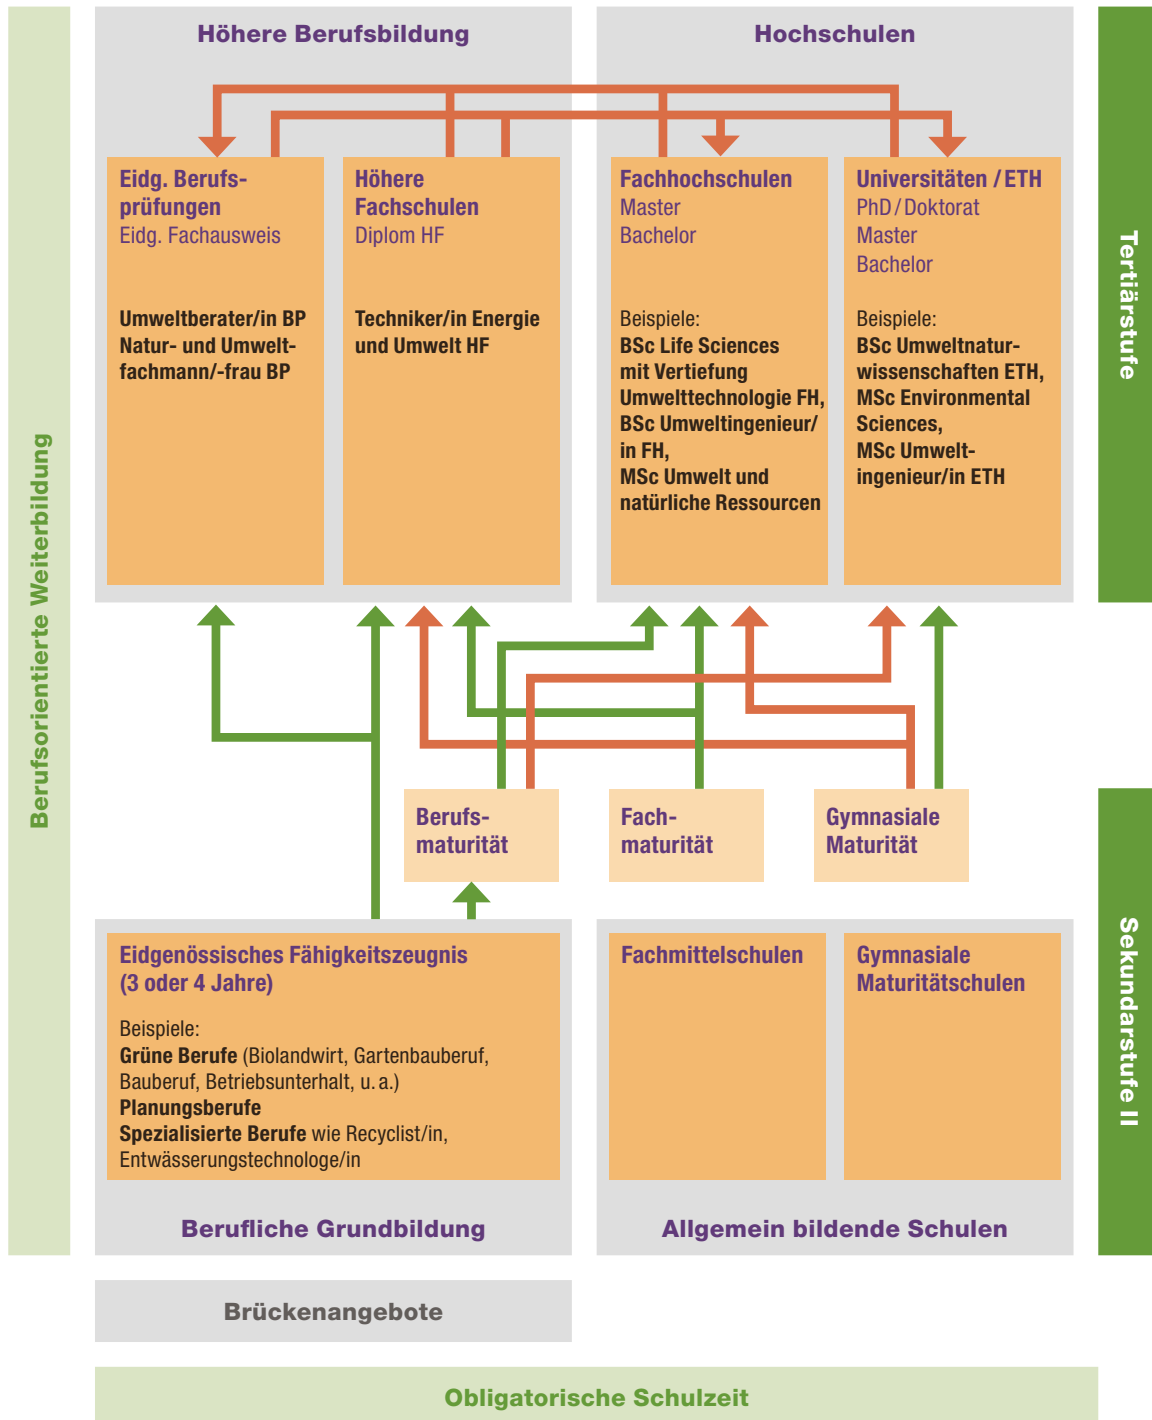 Höhere Berufsbildung
Hochschulen
Eidg. Berufs-
prüfungen
Eidg. Fachausweis
Umweltberater/in BP
Natur- und Umwelt-
fachmann/-frau BP
Höhere
Fachschulen
Diplom HF
Techniker/in Energie
und Umwelt HF
Fachhochschulen
Master
Bachelor
Beispiele:
BSc Life Sciences
mit Vertiefung
Umwelttechnologie FH,
BSc Umweltingenieur/
in FH,
MSc Umwelt und
natürliche Ressourcen
Universitäten / ETH
PhD / Doktorat
Master
Bachelor
Beispiele:
BSc Umweltnatur-
wissenschaften ETH,
MSc Environmental
Sciences,
MSc Umwelt-
ingenieur/in ETH
Tertiärstufe
Berufsorientierte Weiterbildung
Berufs-
maturität
Fach-
maturität
Gymnasiale
Maturität
Eidgenössisches Fähigkeitszeugnis
(3 oder 4 Jahre)
Beispiele:
Grüne Berufe (Biolandwirt, Gartenbauberuf,
Bauberuf, Betriebsunterhalt, u. a.)
Planungsberufe
Spezialisierte Berufe wie Recyclist/in,
Entwässerungstechnologe/in
Fachmittelschulen
Gymnasiale
Maturitätschulen
Sekundarstufe II
Berufliche Grundbildung
Allgemein bildende Schulen
Brückenangebote
Obligatorische Schulzeit